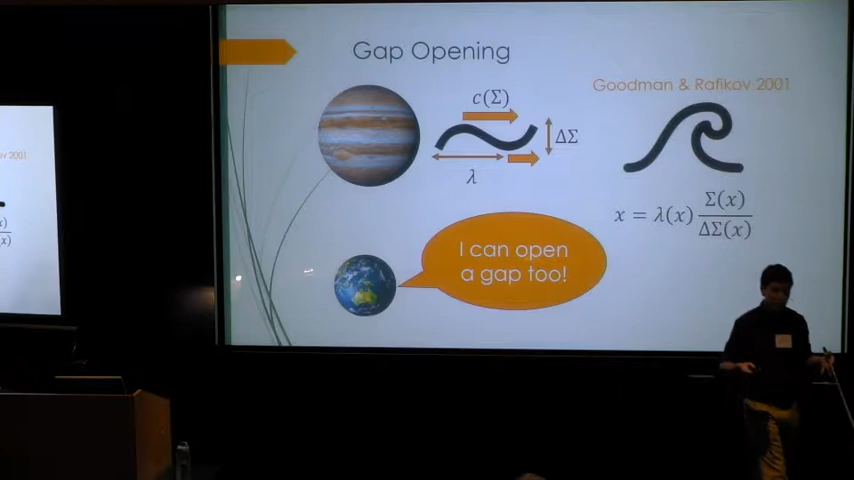 Gap Opening
Goodman & Rafikov 2001
c(Σ)
ΔΣ
λ
x = λ(x) Σ(x)/ΔΣ(x)
I can open
a gap too!